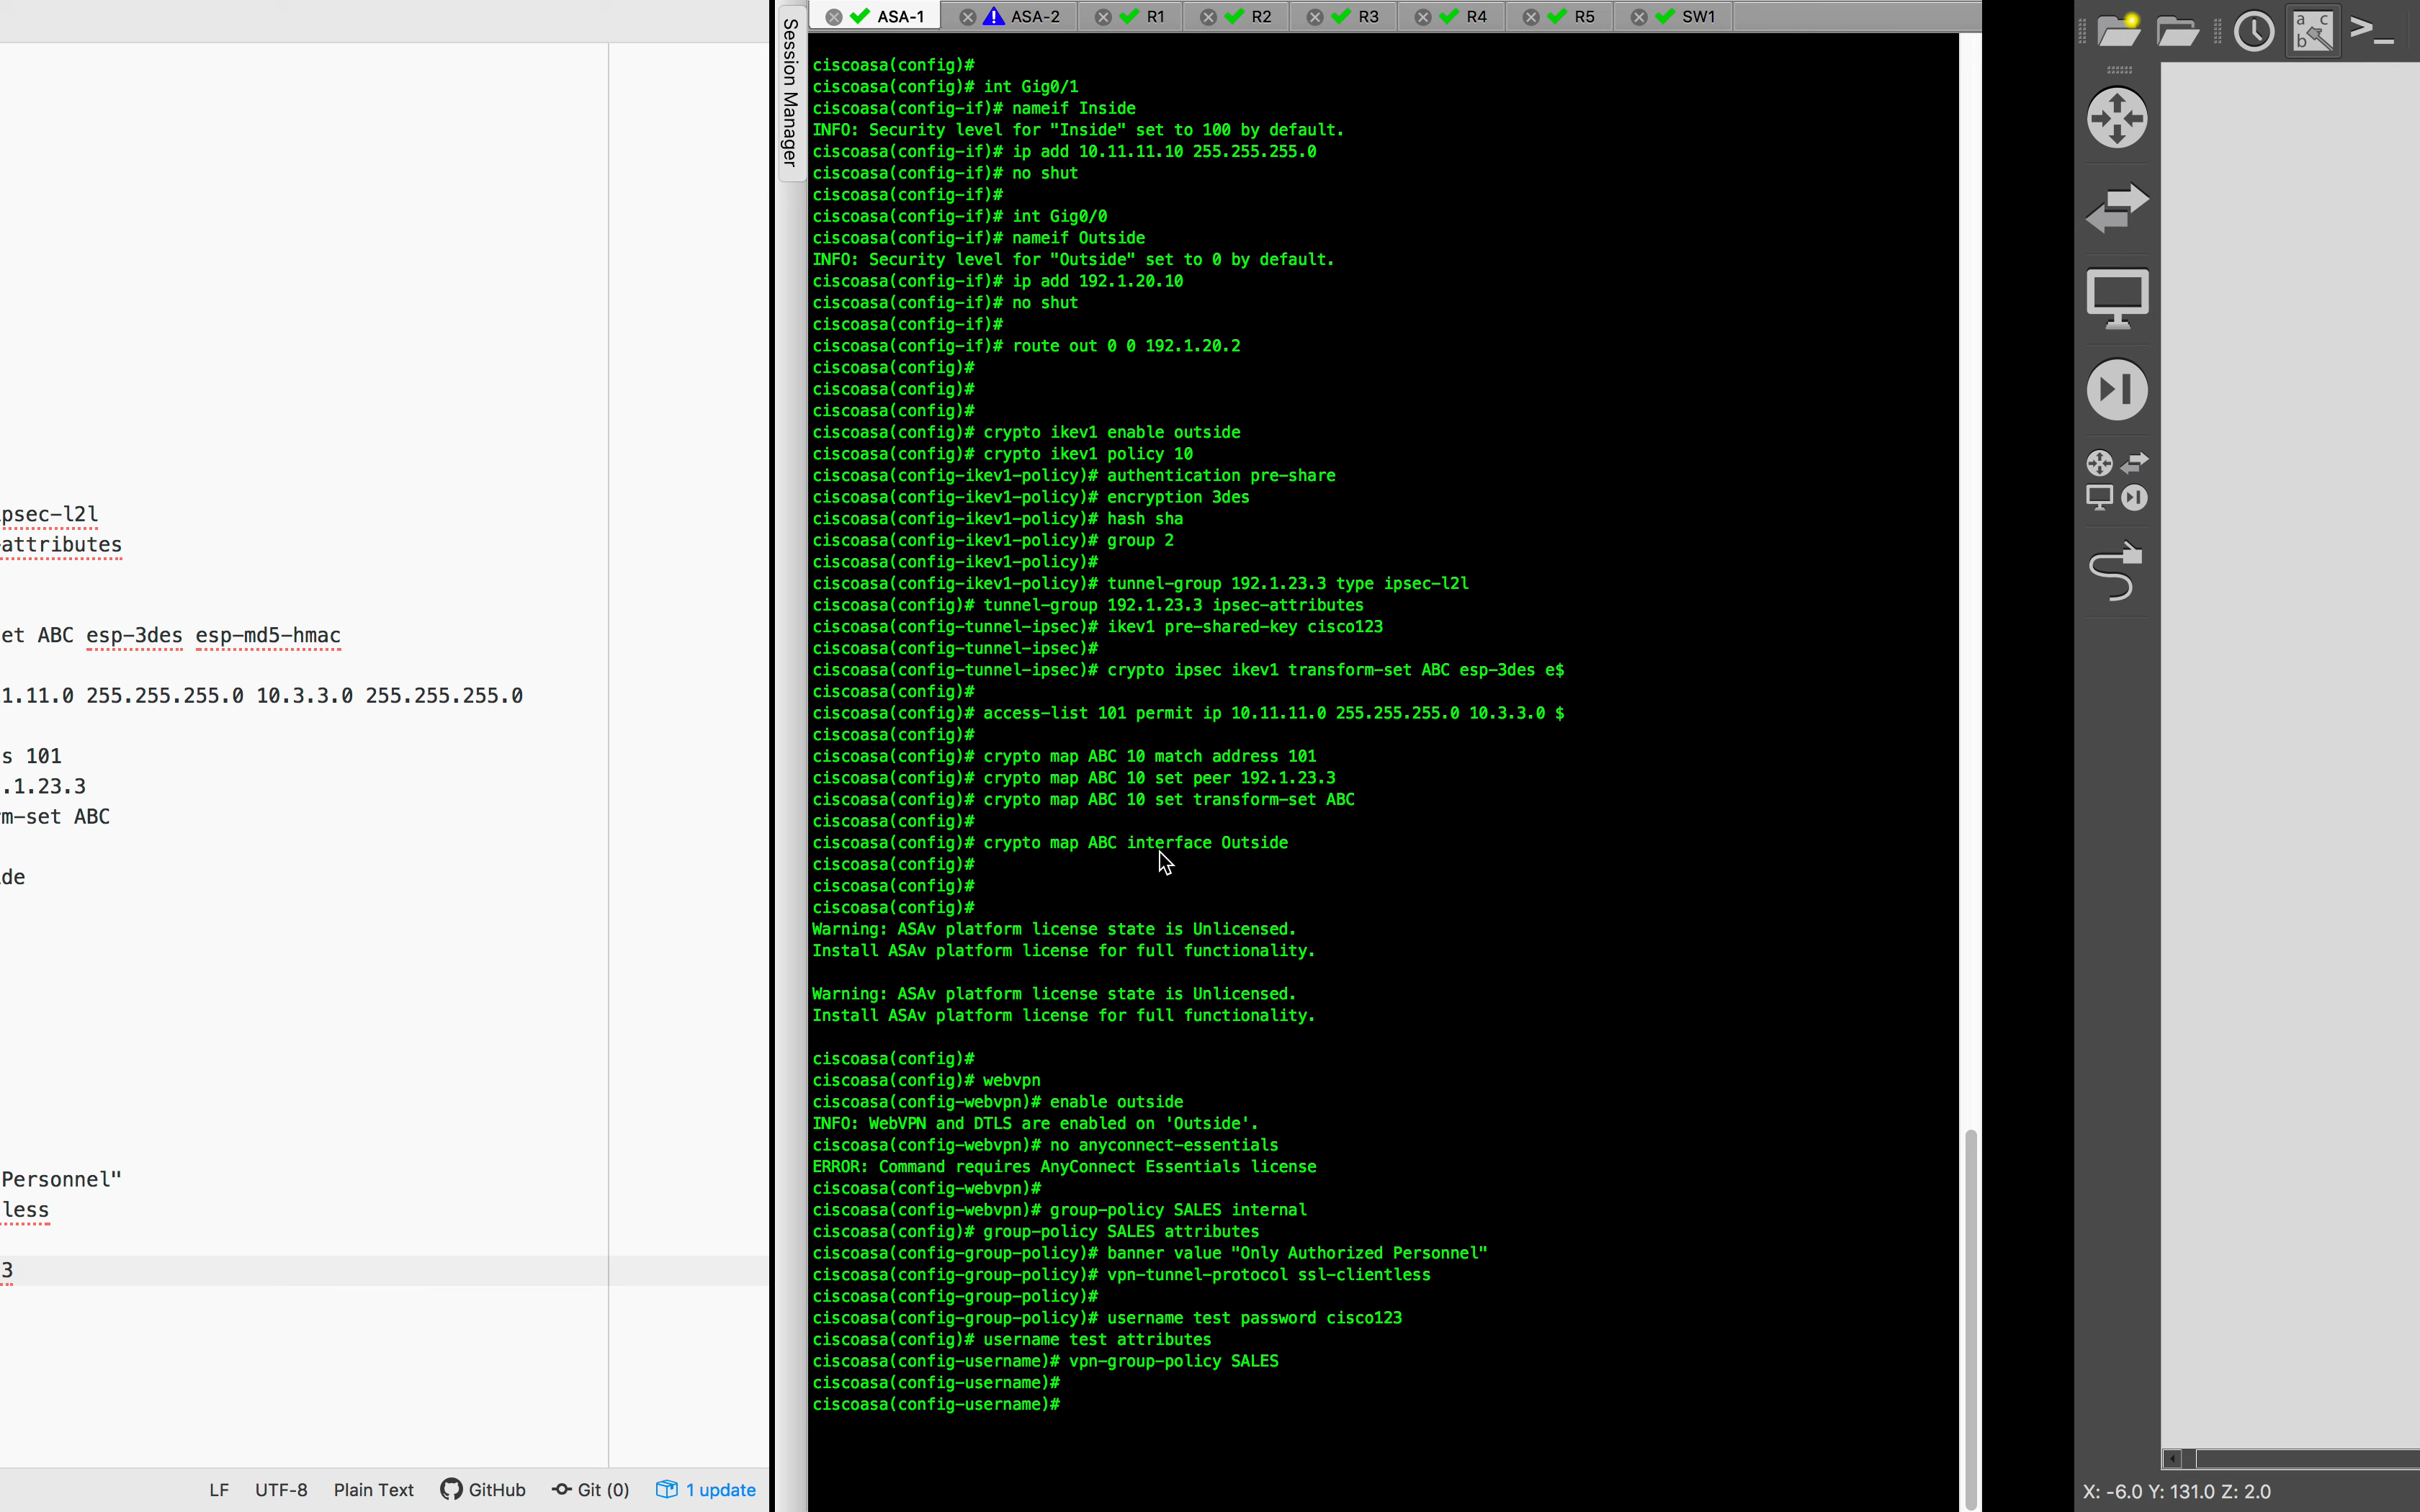 psec-l2l
-attributes
et ABC esp-3des esp-md5-hmac
1.11.0 255.255.255.0 10.3.3.0 255.255.255.0
s 101
.1.23.3
m-set ABC
de
Personnel"
less
3
LF UTF-8 Plain Text GitHub Git (0) 1 update
Session Manager
ASA-1 ASA-2 R1 R2 R3 R4 R5 SW1
ciscoasa(config)#
ciscoasa(config)# int Gig0/1
ciscoasa(config-if)# nameif Inside
INFO: Security level for "Inside" set to 100 by default.
ciscoasa(config-if)# ip add 10.11.11.10 255.255.255.0
ciscoasa(config-if)# no shut
ciscoasa(config-if)#
ciscoasa(config-if)# int Gig0/0
ciscoasa(config-if)# nameif Outside
INFO: Security level for "Outside" set to 0 by default.
ciscoasa(config-if)# ip add 192.1.20.10
ciscoasa(config-if)# no shut
ciscoasa(config-if)#
ciscoasa(config-if)# route out 0 0 192.1.20.2
ciscoasa(config)#
ciscoasa(config)#
ciscoasa(config)#
ciscoasa(config)# crypto ikev1 enable outside
ciscoasa(config)# crypto ikev1 policy 10
ciscoasa(config-ikev1-policy)# authentication pre-share
ciscoasa(config-ikev1-policy)# encryption 3des
ciscoasa(config-ikev1-policy)# hash sha
ciscoasa(config-ikev1-policy)# group 2
ciscoasa(config-ikev1-policy)#
ciscoasa(config-ikev1-policy)# tunnel-group 192.1.23.3 type ipsec-l2l
ciscoasa(config)# tunnel-group 192.1.23.3 ipsec-attributes
ciscoasa(config-tunnel-ipsec)# ikev1 pre-shared-key cisco123
ciscoasa(config-tunnel-ipsec)#
ciscoasa(config-tunnel-ipsec)# crypto ipsec ikev1 transform-set ABC esp-3des e$
ciscoasa(config)#
ciscoasa(config)# access-list 101 permit ip 10.11.11.0 255.255.255.0 10.3.3.0 $
ciscoasa(config)#
ciscoasa(config)# crypto map ABC 10 match address 101
ciscoasa(config)# crypto map ABC 10 set peer 192.1.23.3
ciscoasa(config)# crypto map ABC 10 set transform-set ABC
ciscoasa(config)#
ciscoasa(config)# crypto map ABC interface Outside
ciscoasa(config)#
ciscoasa(config)#
ciscoasa(config)#
Warning: ASAv platform license state is Unlicensed.
Install ASAv platform license for full functionality.
Warning: ASAv platform license state is Unlicensed.
Install ASAv platform license for full functionality.
ciscoasa(config)#
ciscoasa(config)# webvpn
ciscoasa(config-webvpn)# enable outside
INFO: WebVPN and DTLS are enabled on 'Outside'.
ciscoasa(config-webvpn)# no anyconnect-essentials
ERROR: Command requires AnyConnect Essentials license
ciscoasa(config-webvpn)#
ciscoasa(config-webvpn)# group-policy SALES internal
ciscoasa(config)# group-policy SALES attributes
ciscoasa(config-group-policy)# banner value "Only Authorized Personnel"
ciscoasa(config-group-policy)# vpn-tunnel-protocol ssl-clientless
ciscoasa(config-group-policy)#
ciscoasa(config-group-policy)# username test password cisco123
ciscoasa(config)# username test attributes
ciscoasa(config-username)# vpn-group-policy SALES
ciscoasa(config-username)#
ciscoasa(config-username)#
a c
b
X: -6.0 Y: 131.0 Z: 2.0